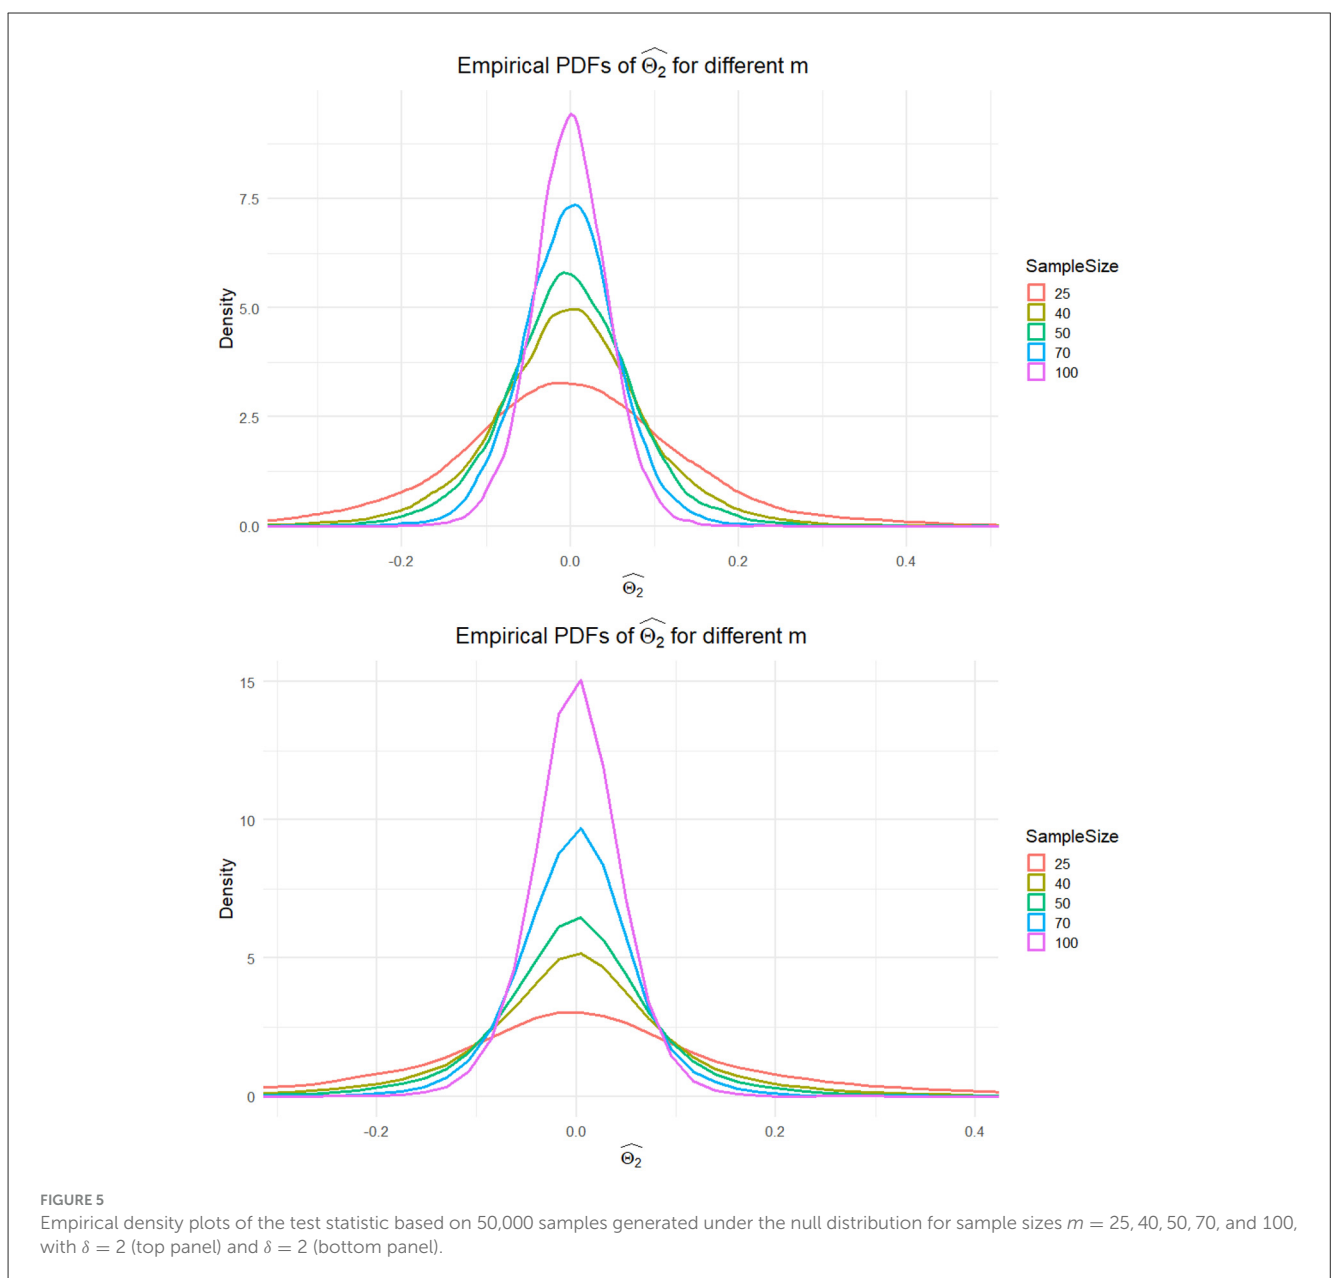 Empirical PDFs of Θ̂₂ for different m
7.5
5.0
2.5
0.0
Density
-0.2 0.0 0.2 0.4
Θ̂₂
SampleSize
25
40
50
70
100
Empirical PDFs of Θ̂₂ for different m
15
10
5
0
Density
-0.2 0.0 0.2 0.4
Θ̂₂
SampleSize
25
40
50
70
100
FIGURE 5
Empirical density plots of the test statistic based on 50,000 samples generated under the null distribution for sample sizes m = 25, 40, 50, 70, and 100,
with δ = 2 (top panel) and δ = 2 (bottom panel).